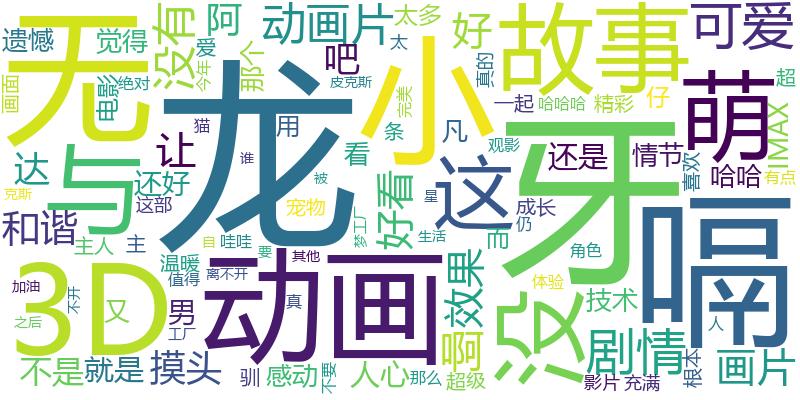 遗憾
觉得
没有
阿
动画片
太多
好
故事
可爱
无
画面
电影
绝对
今年
爱
那个
吧
太
皮克斯
小
真的
完美
一起
哈哈哈
精彩
仔
超
萌
IMAX
龙
猫
谁
用
条
凡
观影
牙
还是
情节
喜欢
哈哈
有点
达
与
让
还好
看
这
克斯
这部
被
宠物
好看
星
成长
仍
而
嗝
和谐
主人
主
哇哇
自
梦工厂
生活
角色
温暖
值得
离不开
要
其他
体验
3D
加油
之后
不开
又
男
工厂
真
动画
效果
没
技术
剧情
人
不是
就是
摸头
驯
感动
不要
人心
那么
啊
超级
影片
充满
根本
画片